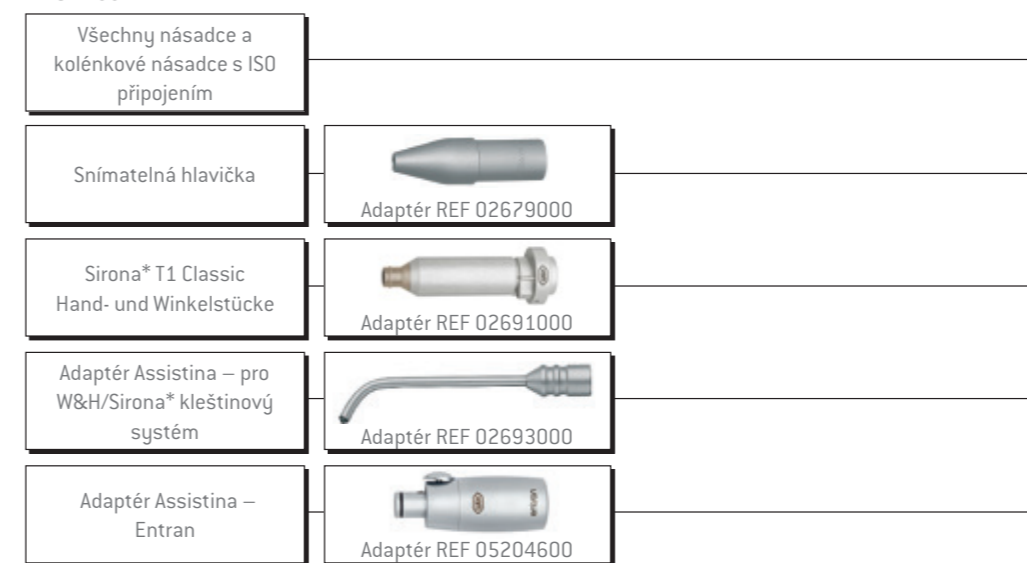 Všechny násadce a
kolénkové násadce s ISO
připojením
Snímatelná hlavička
Adaptér REF 02679000
Sirona* T1 Classic
Hand- und Winkelstücke
Adaptér REF 02691000
Adaptér Assistina – pro
W&H/Sirona* kleštinový
systém
Adaptér REF 02693000
Adaptér Assistina –
Entran
Adaptér REF 05204600